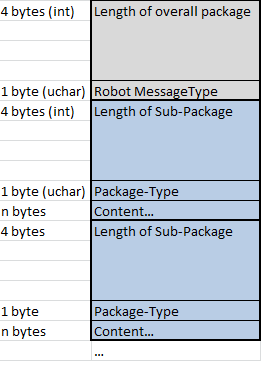 4 bytes (int) Length of overall package
1 byte (uchar) Robot MessageType
4 bytes (int) Length of Sub-Package
1 byte (uchar) Package-Type
n bytes Content...
4 bytes Length of Sub-Package
1 byte Package-Type
n bytes Content...
...